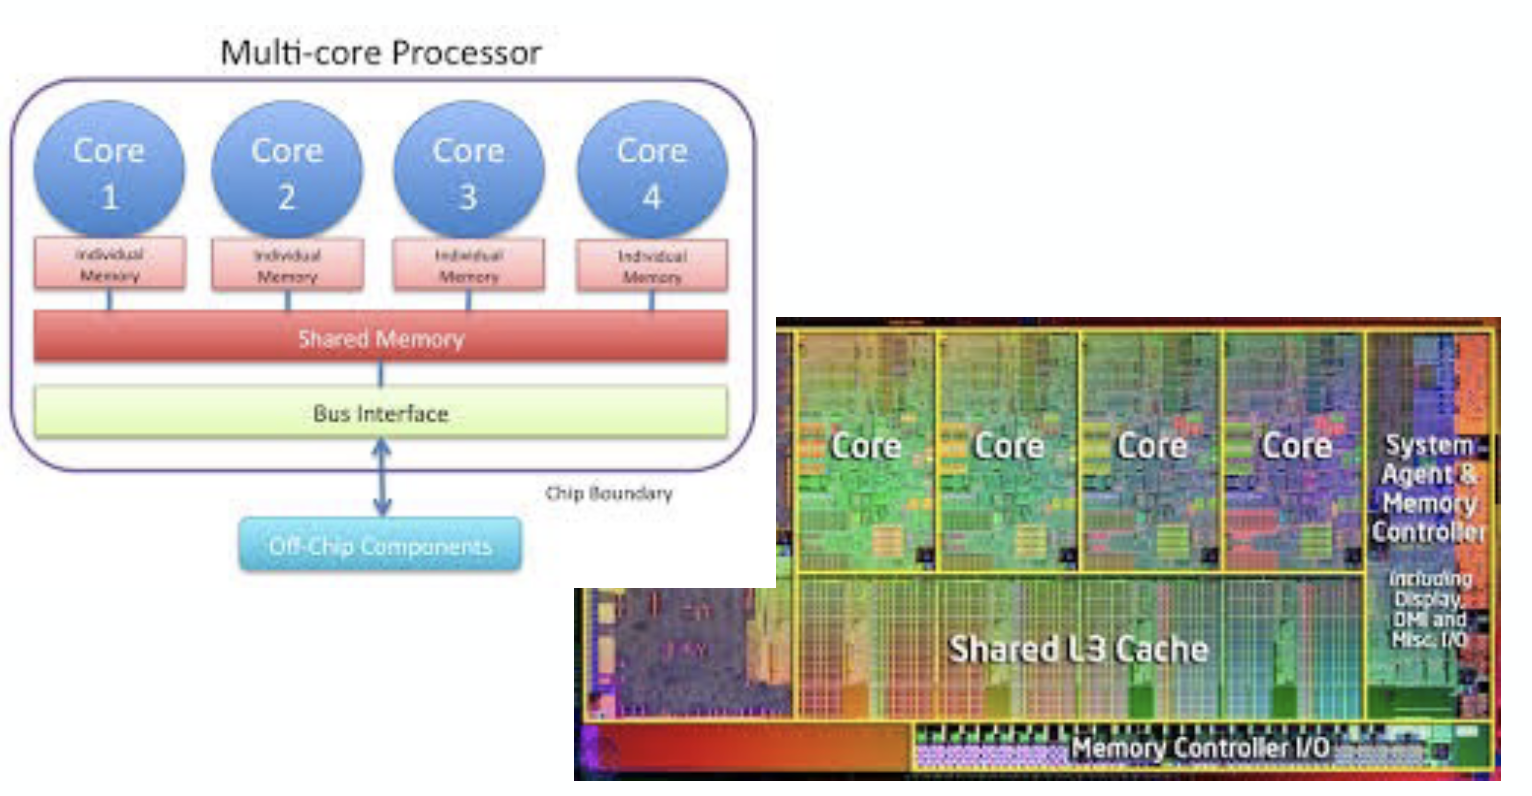 Multi-core Processor
Core
1
Core
2
Core
3
Core
4
Individual
Memory
Individual
Memory
Individual
Memory
Individual
Memory
Shared Memory
Bus Interface
Chip Boundary
Off-Chip Components
Core
Core
Core
Core
System
Agent &
Memory
Controller
including
Display,
DMI and
Misc. I/O
Shared L3 Cache
Memory Controller I/O